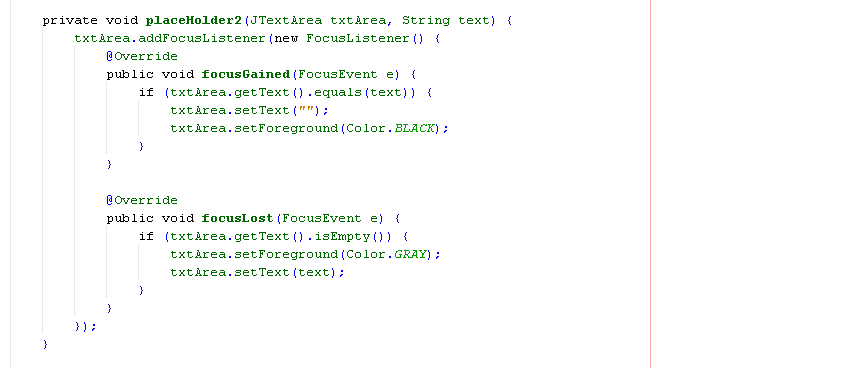 private void placeHolder2(JTextArea txtArea, String text) {
txtArea.addFocusListener(new FocusListener() {
@Override
public void focusGained(FocusEvent e) {
if (txtArea.getText().equals(text)) {
txtArea.setText("");
txtArea.setForeground(Color.BLACK);
}
}
@Override
public void focusLost(FocusEvent e) {
if (txtArea.getText().isEmpty()) {
txtArea.setForeground(Color.GRAY);
txtArea.setText(text);
}
}
});
}